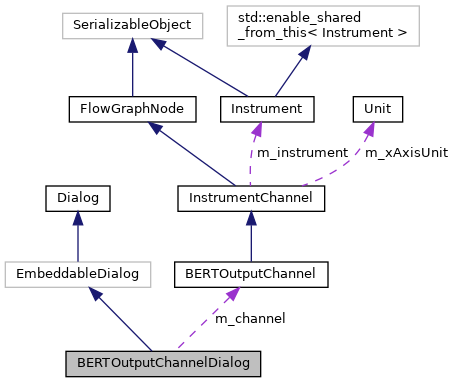 SerializableObject
std::enable_shared
_from_this< Instrument >
FlowGraphNode
Instrument
Unit
m_instrument
m_xAxisUnit
Dialog
InstrumentChannel
EmbeddableDialog
BERTOutputChannel
m_channel
BERTOutputChannelDialog